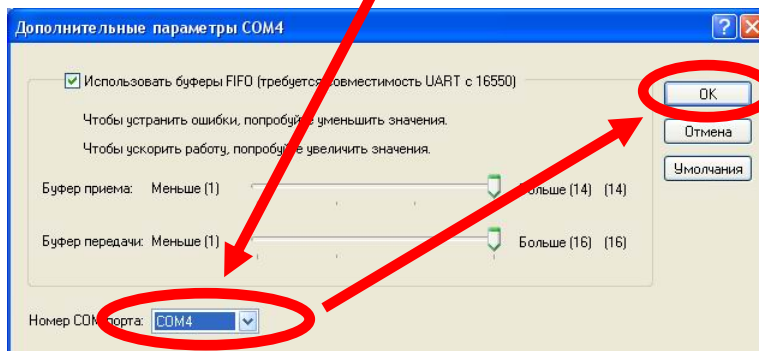 Дополнительные параметры COM4
Использовать буферы FIFO (требуется совместимость UART с 16550)
OK
Чтобы устранить ошибки, попробуйте уменьшить значения.
Отмена
Чтобы ускорить работу, попробуйте увеличить значения.
Умолчания
Буфер приема: Меньше (1) Больше (14) (14)
Буфер передачи: Меньше (1) Больше (16) (16)
Номер COM-порта: COM4